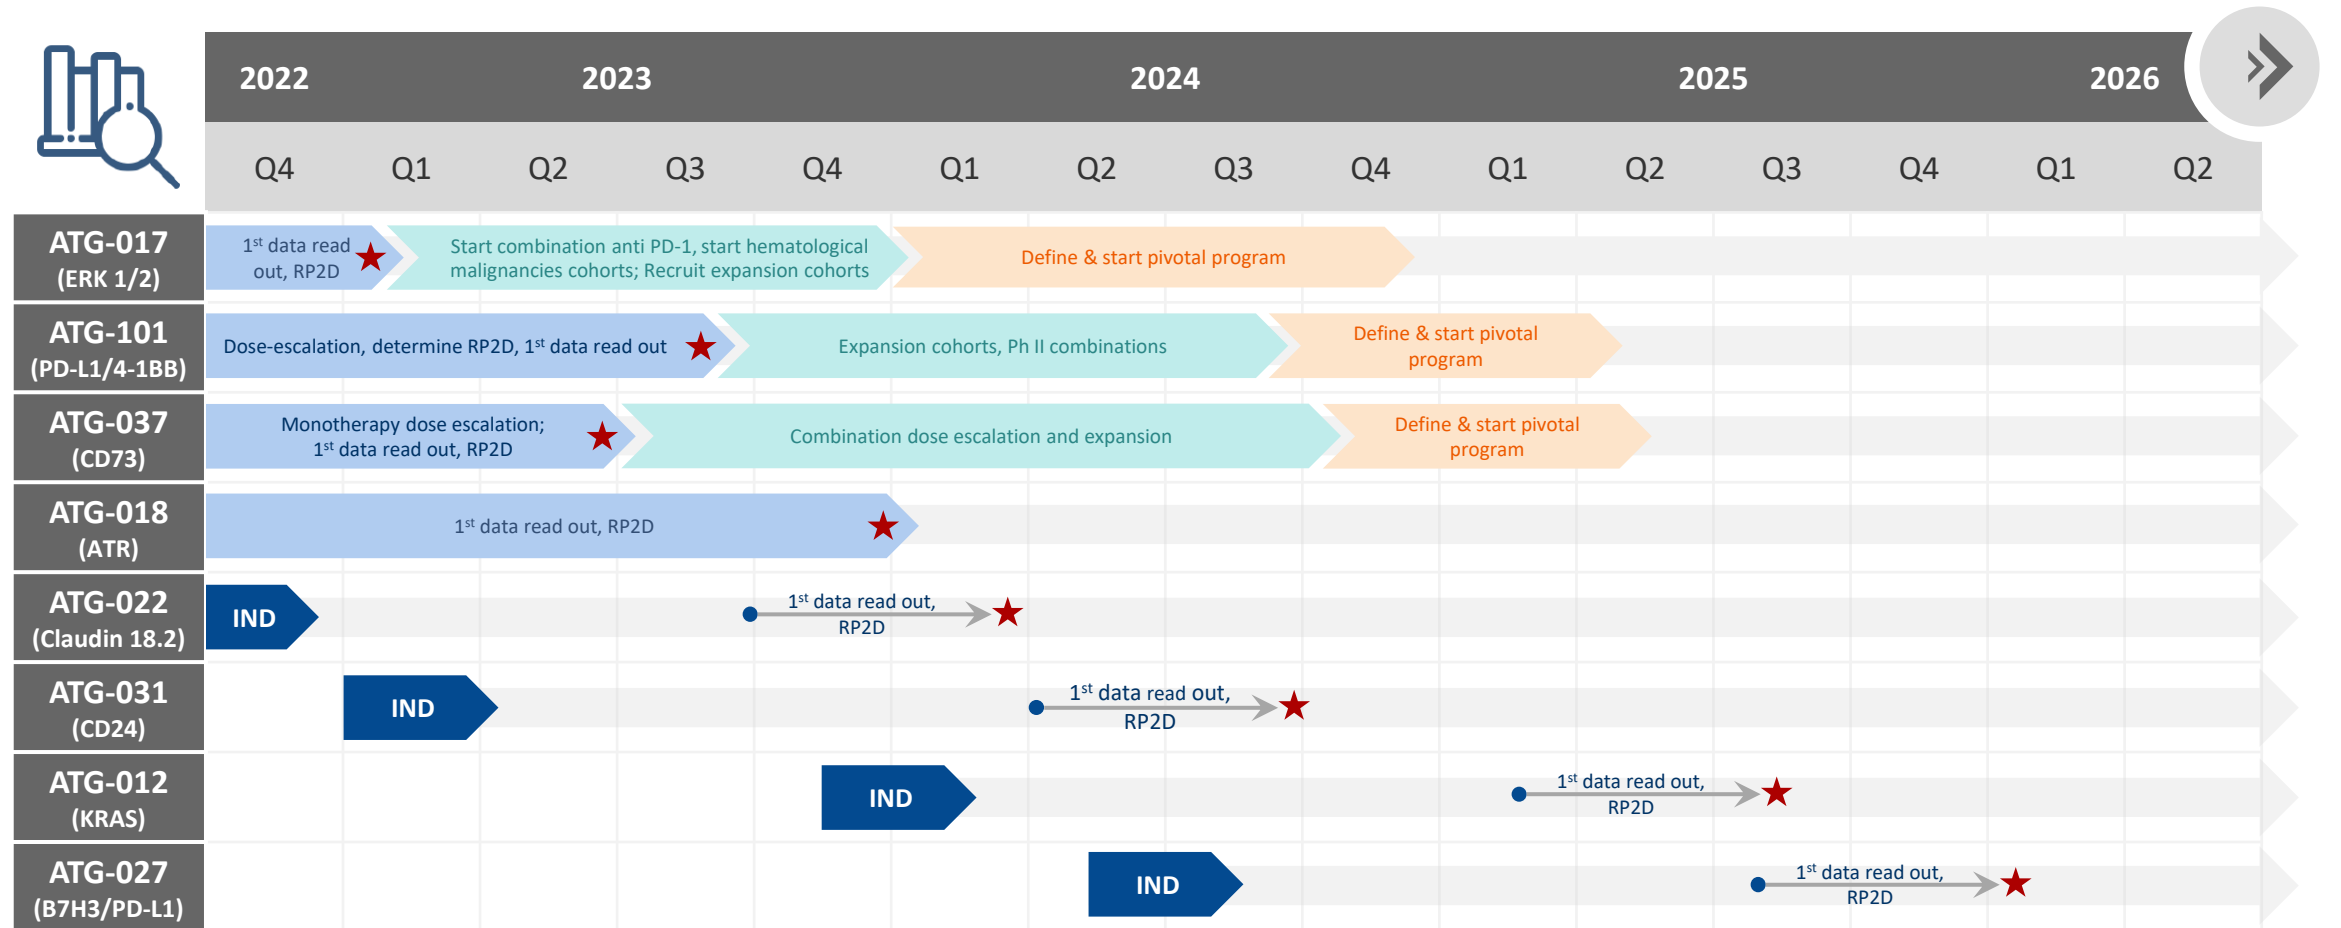 2022 2023 2024 2025 2026
Q4 Q1 Q2 Q3 Q4 Q1 Q2 Q3 Q4 Q1 Q2 Q3 Q4 Q1 Q2
ATG-017
(ERK 1/2)
1st data read
out, RP2D
Start combination anti PD-1, start hematological
malignancies cohorts; Recruit expansion cohorts
Define & start pivotal program
ATG-101
(PD-L1/4-1BB)
Dose-escalation, determine RP2D, 1st data read out
Expansion cohorts, Ph II combinations
Define & start pivotal
program
ATG-037
(CD73)
Monotherapy dose escalation;
1st data read out, RP2D
Combination dose escalation and expansion
Define & start pivotal
program
ATG-018
(ATR)
1st data read out, RP2D
ATG-022
(Claudin 18.2)
IND
1st data read out,
RP2D
ATG-031
(CD24)
IND
1st data read out,
RP2D
ATG-012
(KRAS)
IND
1st data read out,
RP2D
ATG-027
(B7H3/PD-L1)
IND
1st data read out,
RP2D